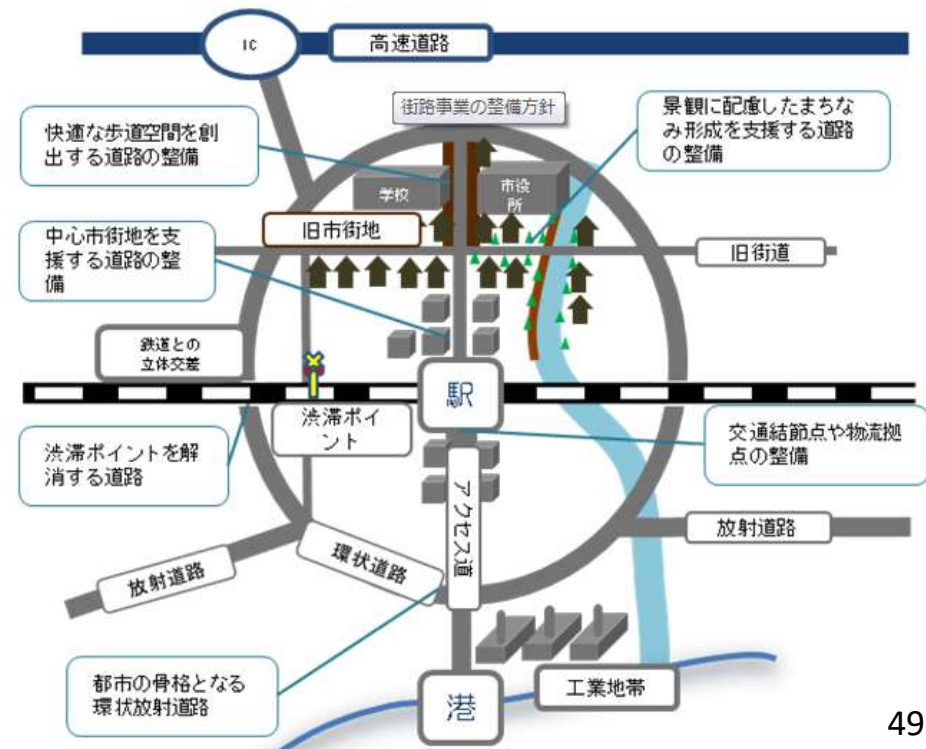 IC
高速道路
街路事業の整備方針
快適な歩道空間を創
出する道路の整備
景観に配慮したまちな
み形成を支援する道路
の整備
学校
市役
所
旧市街地
中心市街地を支
援する道路の整
備
旧街道
鉄道との
立体交差
駅
渋滞ポイ
ント
渋滞ポイントを解
消する道路
交通結節点や物流拠
点の整備
アクセス道
放射道路
環状道路
放射道路
都市の骨格となる
環状放射道路
工業地帯
港
49